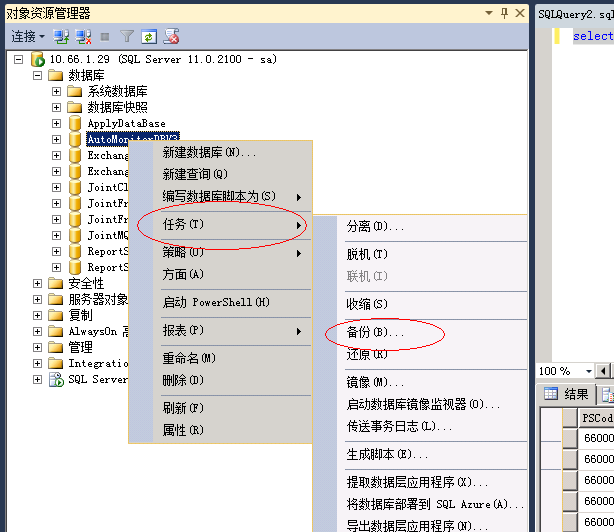 对象资源管理器
连接
10.66.1.29 (SQL Server 11.0.2100 - sa)
数据库
系统数据库
数据库快照
ApplyDataBase
AutoMonitorDBV3
Exchang
Exchang
JointCl
JointFr
JointFr
JointMQ
ReportS
ReportS
安全性
服务器对象
复制
AlwaysOn 高
管理
Integration
SQL Server
新建数据库(N)...
新建查询(Q)
编写数据库脚本为(S)
任务(T)
策略(O)
方面(A)
启动 PowerShell(H)
报表(P)
重命名(M)
删除(D)
刷新(F)
属性(R)
分离(D)...
脱机(T)
联机(I)
收缩(S)
备份(B)...
还原(R)
镜像(M)...
启动数据库镜像监视器(O)...
传送事务日志(L)...
生成脚本(E)...
提取数据层应用程序(X)...
将数据库部署到 SQL Azure(A)...
导出数据层应用程序(N)...
SQLQuery2.sql
select
100 %
结果
PSCod
66000
66000
66000
66000
66000